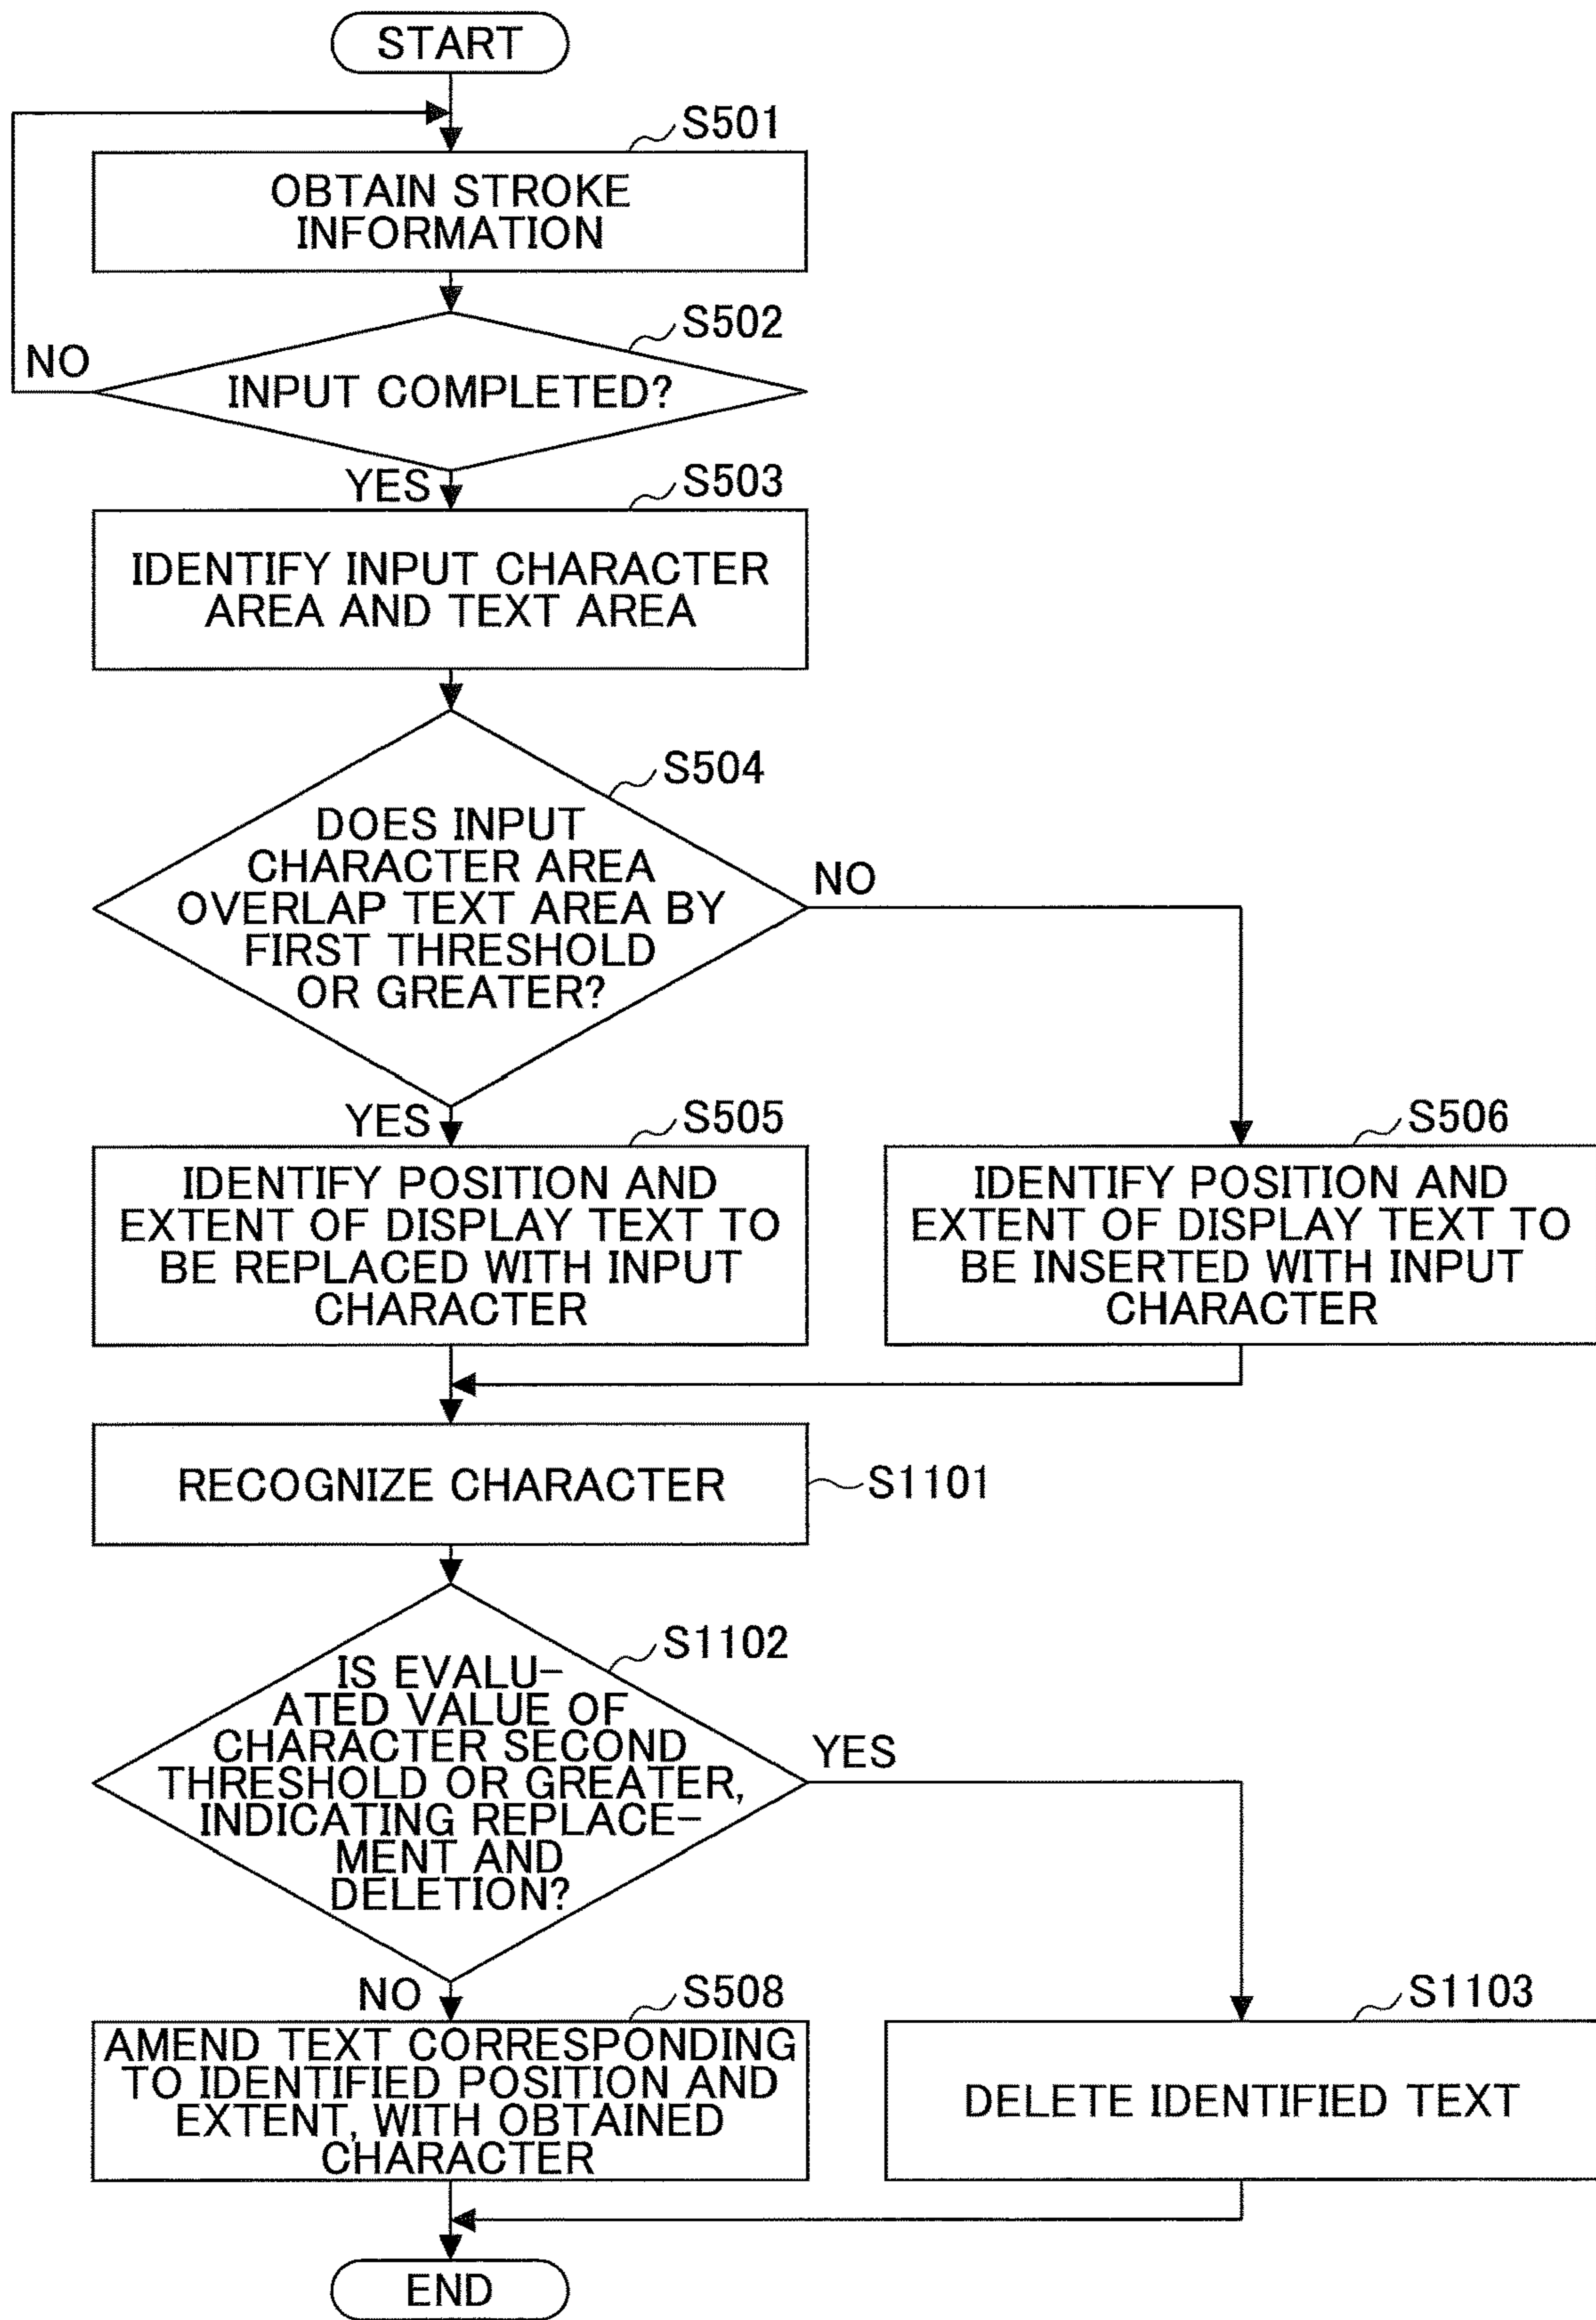 START
S501
OBTAIN STROKE
INFORMATION
S502
NO
INPUT COMPLETED?
YES
S503
IDENTIFY INPUT CHARACTER
AREA AND TEXT AREA
S504
DOES INPUT
CHARACTER AREA
OVERLAP TEXT AREA BY
FIRST THRESHOLD
OR GREATER?
NO
YES
S505
IDENTIFY POSITION AND
EXTENT OF DISPLAY TEXT TO
BE REPLACED WITH INPUT
CHARACTER
S506
IDENTIFY POSITION AND
EXTENT OF DISPLAY TEXT TO
BE INSERTED WITH INPUT
CHARACTER
RECOGNIZE CHARACTER
S1101
S1102
IS EVALU-
ATED VALUE OF
CHARACTER SECOND
THRESHOLD OR GREATER,
INDICATING REPLACE-
MENT AND
DELETION?
YES
NO
S508
AMEND TEXT CORRESPONDING
TO IDENTIFIED POSITION AND
EXTENT, WITH OBTAINED
CHARACTER
S1103
DELETE IDENTIFIED TEXT
END